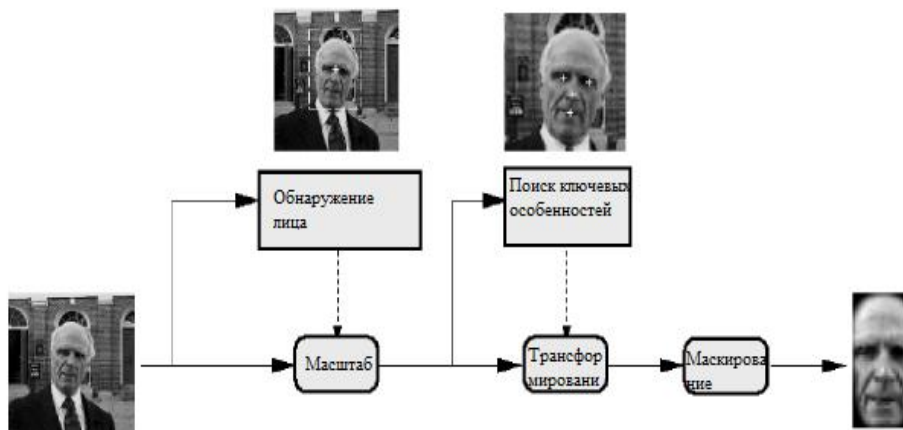 Обнаружение
лица
Поиск ключевых
особенностей
Масштаб
Трансфор
мировани
Маскирова
ние